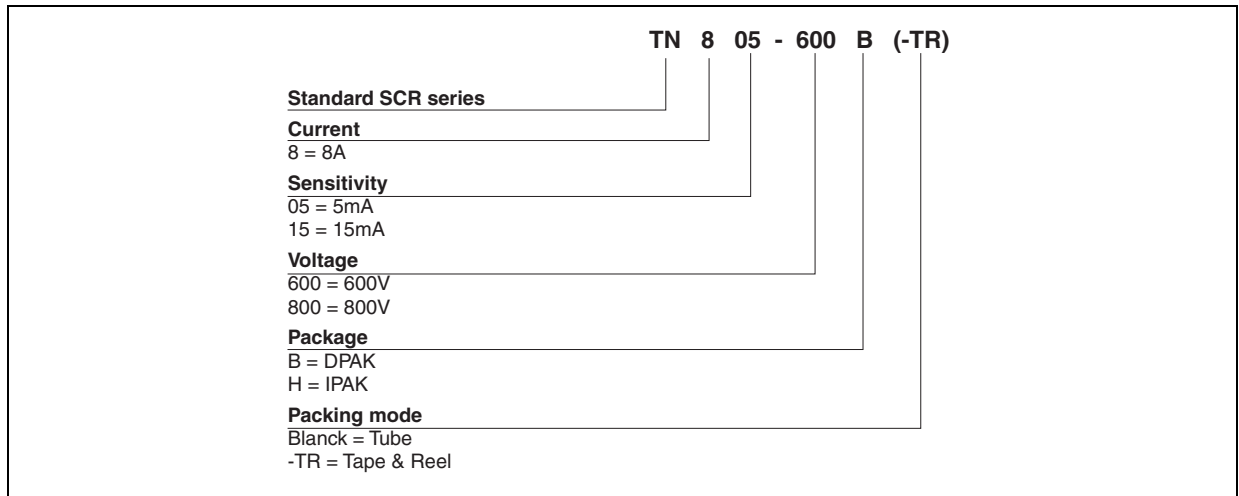 TN 8 05 - 600 B (-TR)
Standard SCR series
Current
8 = 8A
Sensitivity
05 = 5mA
15 = 15mA
Voltage
600 = 600V
800 = 800V
Package
B = DPAK
H = IPAK
Packing mode
Blanck = Tube
-TR = Tape & Reel